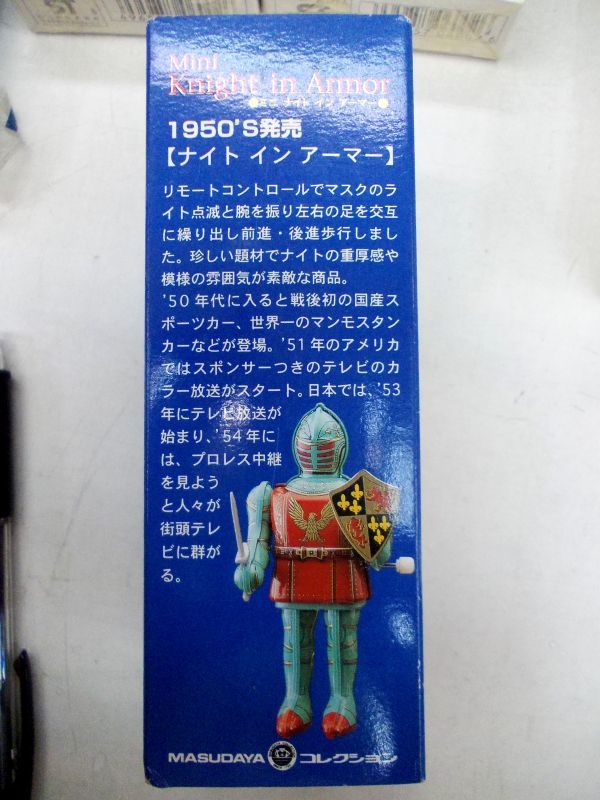 Mini
Knight in Armor
●ミニ ナイト イン アーマー●
1950'S発売
【ナイト イン アーマー】
リモートコントロールでマスクのラ
イト点滅と腕を振り左右の足を交互
に繰り出し前進・後進歩行しまし
た。珍しい題材でナイトの重厚感や
模様の雰囲気が素敵な商品。
'50年代に入ると戦後初の国産ス
ポーツカー、世界一のマンモスタン
カーなどが登場。'51年のアメリカ
ではスポンサーつきのテレビのカ
ラー放送がスタート。日本では、'53
年にテレビ放送が
始まり、'54年に
は、プロレス中継
を見よう
と人々が
街頭テレ
ビに群が
る。
MASUDAYA コレクション